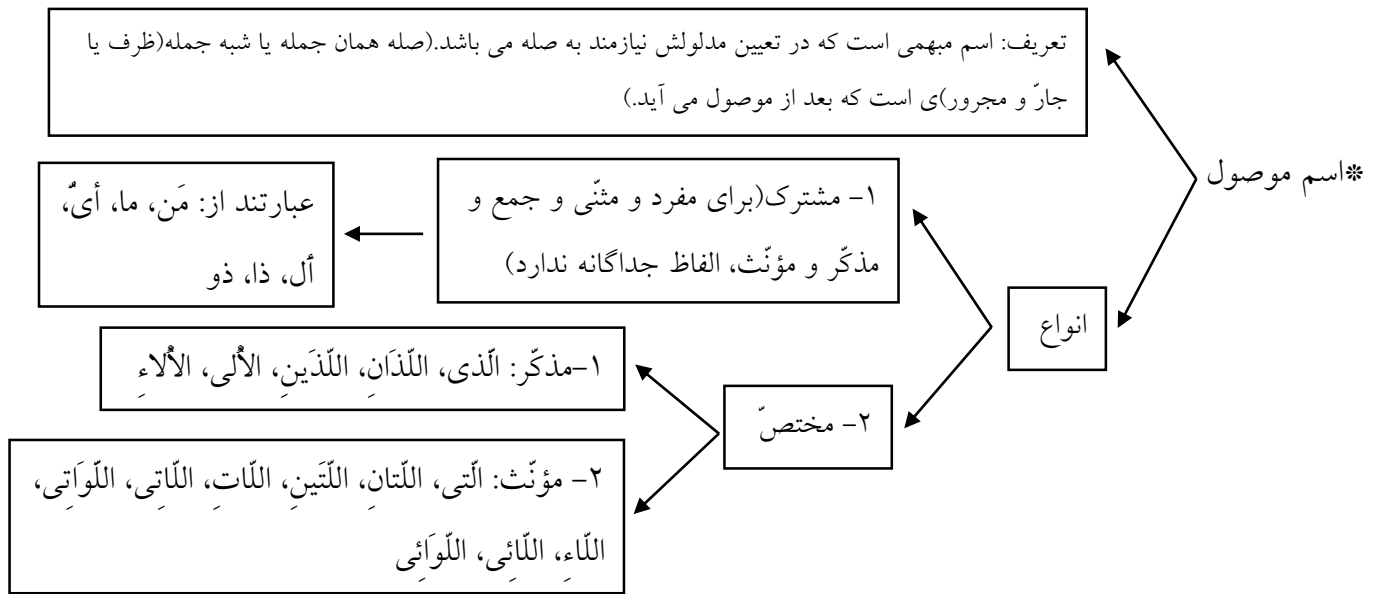 *اسم موصول
تعریف: اسم مبهمی است که در تعیین مدلولش نیازمند به صله می باشد.(صله همان جمله یا شبه جمله(ظرف یا
جارّ و مجرور)ی است که بعد از موصول می آید.)
انواع
۱- مشترک(برای مفرد و مثنّی و جمع و
مذکّر و مؤنّث، الفاظ جداگانه ندارد)
عبارتند از: مَن، ما، أیُّ،
ٱل، ذا، ذو
۲- مختصّ
۱-مذکّر: الّذی، اللّذَانِ، اللّذَینِ، الأُلی، الأُلاءِ
۲- مؤنّث: الّتی، اللّتانِ، اللّتَینِ، اللّاتِ، اللّاتِی، اللّوَاتِی،
اللّاءِ، اللّائِی، اللّوَائِی